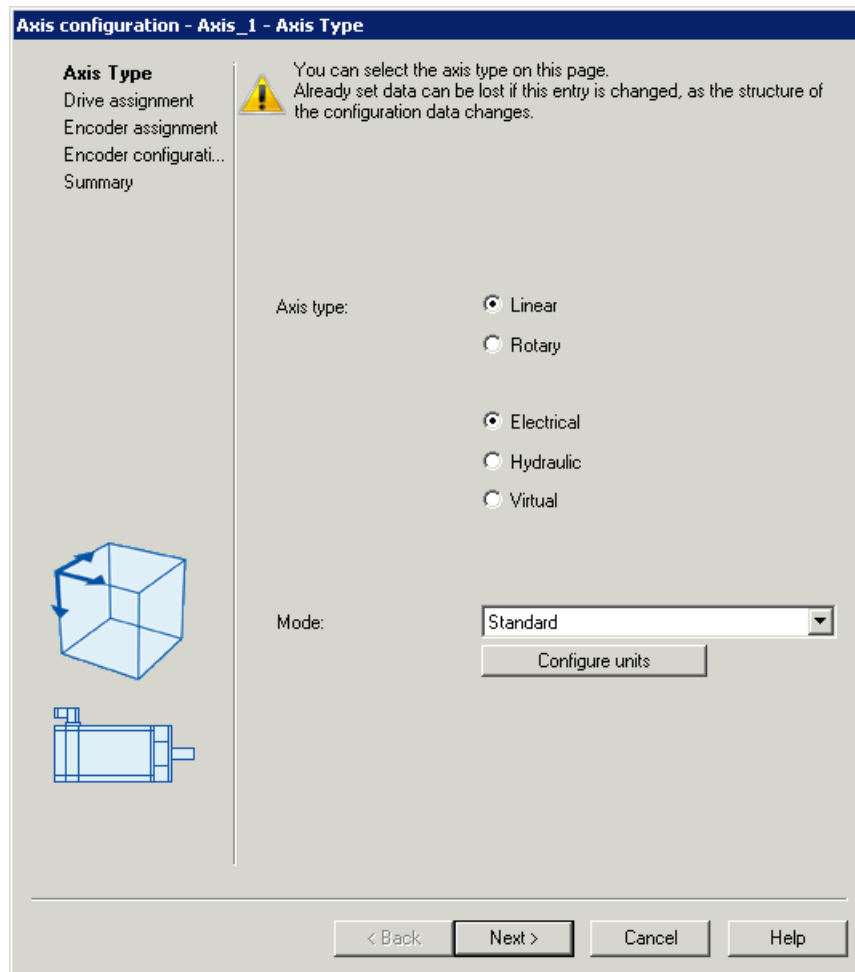 Axis configuration - Axis_1 - Axis Type
Axis Type
Drive assignment
Encoder assignment
Encoder configurati...
Summary
You can select the axis type on this page.
Already set data can be lost if this entry is changed, as the structure of
the configuration data changes.
Axis type:
Linear
Rotary
Electrical
Hydraulic
Virtual
Mode:
Standard
Configure units
< Back
Next >
Cancel
Help